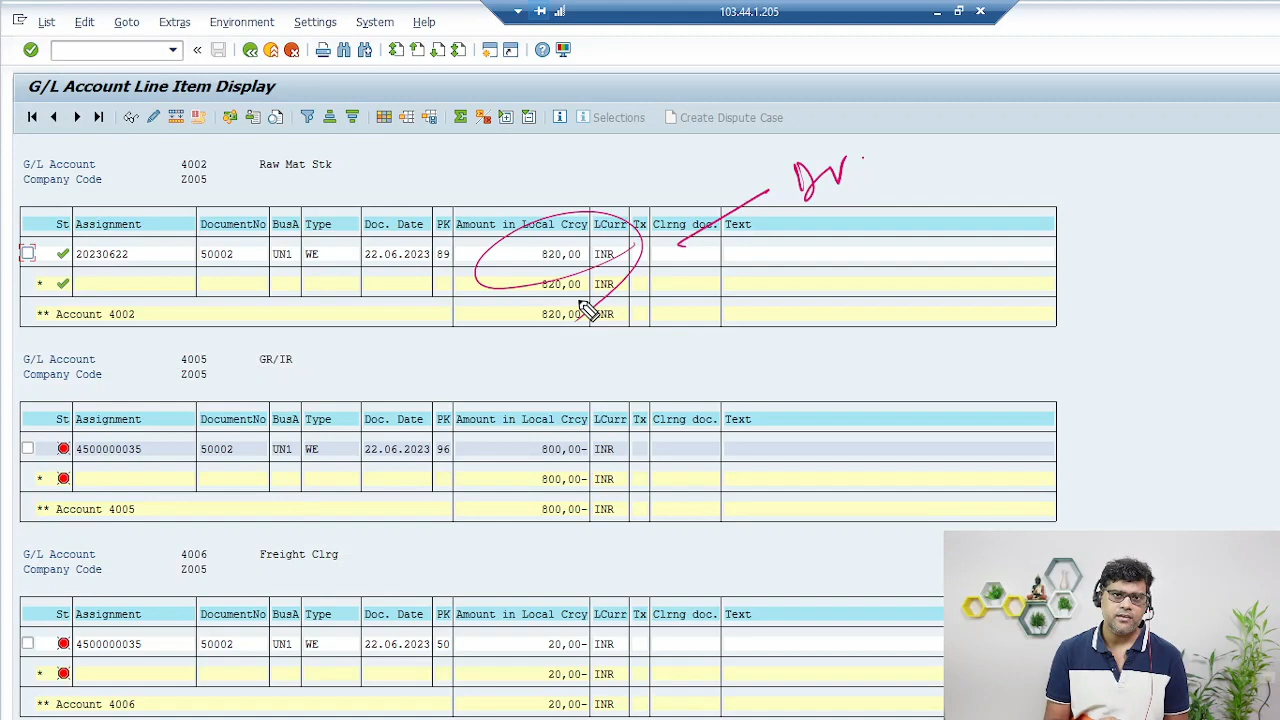 103.44.1.205
List Edit Goto Extras Environment Settings System Help
G/L Account Line Item Display
Selections Create Dispute Case
G/L Account 4002 Raw Mat Stk
Company Code Z005
Dr.
St Assignment DocumentNo BusA Type Doc. Date PK Amount in Local Crcy LCurr Tx Clrng doc. Text
20230622 50002 UN1 WE 22.06.2023 89 820,00 INR
* 820,00 INR
** Account 4002 820,00 INR
G/L Account 4005 GR/IR
Company Code Z005
St Assignment DocumentNo BusA Type Doc. Date PK Amount in Local Crcy LCurr Tx Clrng doc. Text
4500000035 50002 UN1 WE 22.06.2023 96 800,00- INR
* 800,00- INR
** Account 4005 800,00- INR
G/L Account 4006 Freight Clrg
Company Code Z005
St Assignment DocumentNo BusA Type Doc. Date PK Amount in Local Crcy LCurr Tx Clrng doc. Text
4500000035 50002 UN1 WE 22.06.2023 50 20,00- INR
* 20,00- INR
** Account 4006 20,00- INR